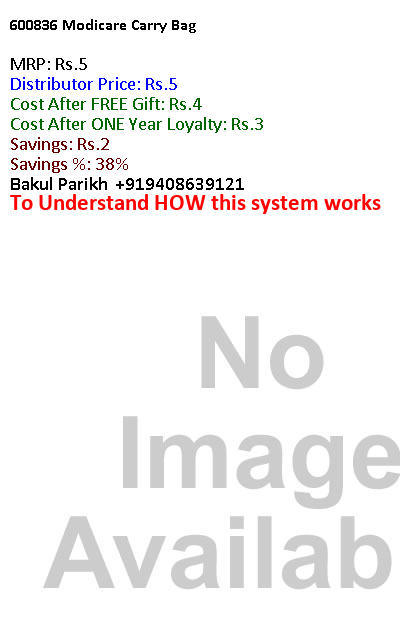 600836 Modicare Carry Bag
MRP: Rs.5
Distributor Price: Rs.5
Cost After FREE Gift: Rs.4
Cost After ONE Year Loyalty: Rs.3
Savings: Rs.2
Savings %: 38%
Bakul Parikh +919408639121
To Understand HOW this system works
No
Image
Availab